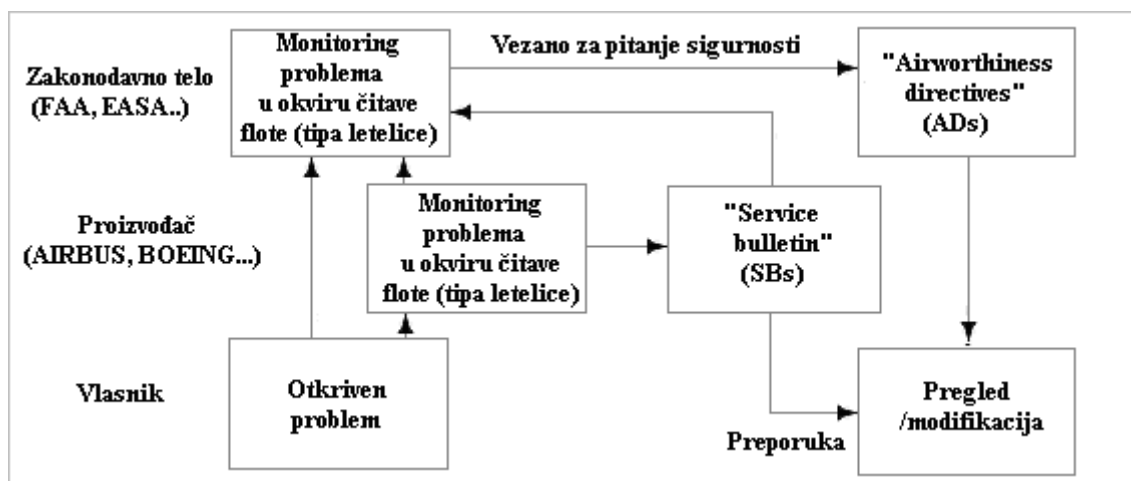 Zakonodavno telo
(FAA, EASA..)
Monitoring
problema
u okviru čitave
flote (tipa letelice)
Vezano za pitanje sigurnosti
"Airworthiness
directives"
(ADs)
Proizvođač
(AIRBUS, BOEING...)
Monitoring
problema
u okviru čitave
flote (tipa letelice)
"Service
bulletin"
(SBs)
Vlasnik
Otkriven
problem
Preporuka
Pregled
/modifikacija